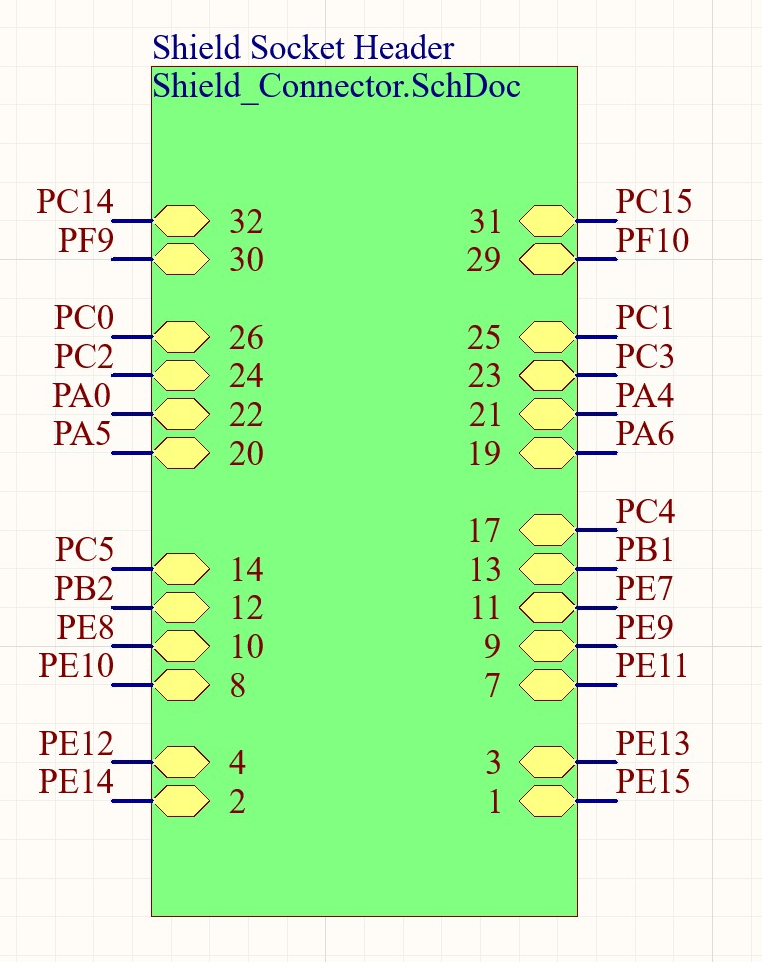 Shield Socket Header
Shield_Connector.SchDoc
PC14 32 31 PC15
PF9 30 29 PF10
PC0 26 25 PC1
PC2 24 23 PC3
PA0 22 21 PA4
PA5 20 19 PA6
17 PC4
PC5 14 13 PB1
PB2 12 11 PE7
PE8 10 9 PE9
PE10 8 7 PE11
PE12 4 3 PE13
PE14 2 1 PE15